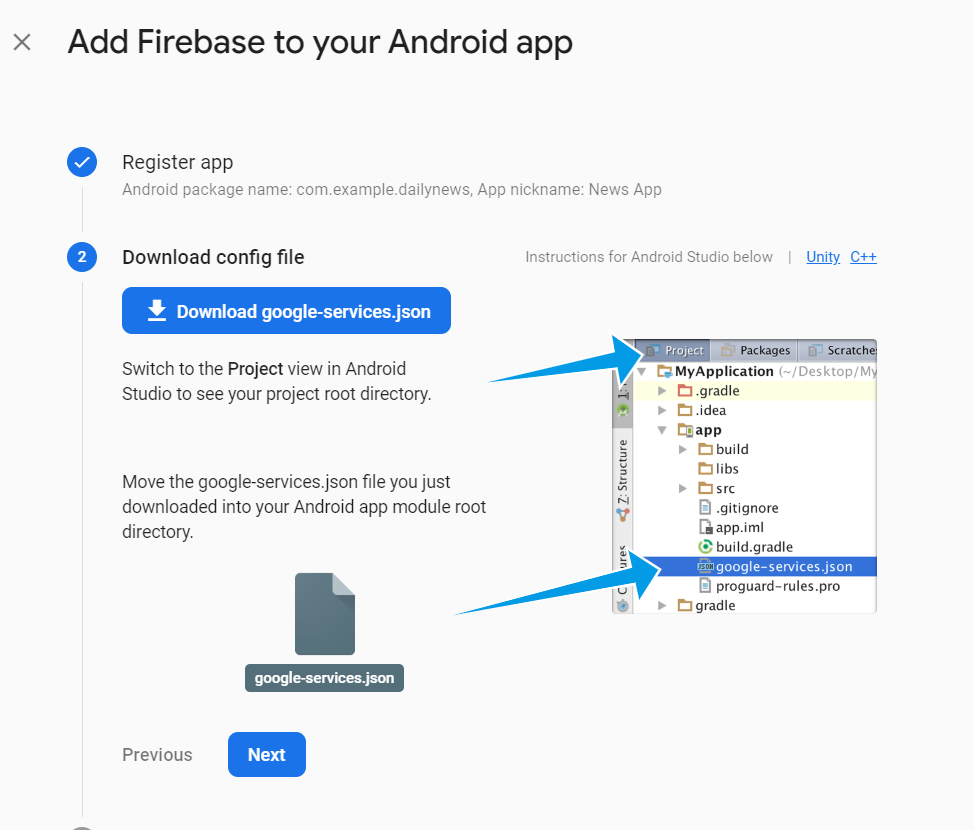 Add Firebase to your Android app
Register app
Android package name: com.example.dailynews, App nickname: News App
2
Download config file
Instructions for Android Studio below | Unity C++
Download google-services.json
Switch to the Project view in Android
Studio to see your project root directory.
Move the google-services.json file you just
downloaded into your Android app module root
directory.
google-services.json
Previous
Next
Project Packages Scratches
MyApplication (~/Desktop/My
.gradle
.idea
app
build
libs
src
.gitignore
app.iml
build.gradle
JSON google-services.json
proguard-rules.pro
gradle
1:
7: Structure